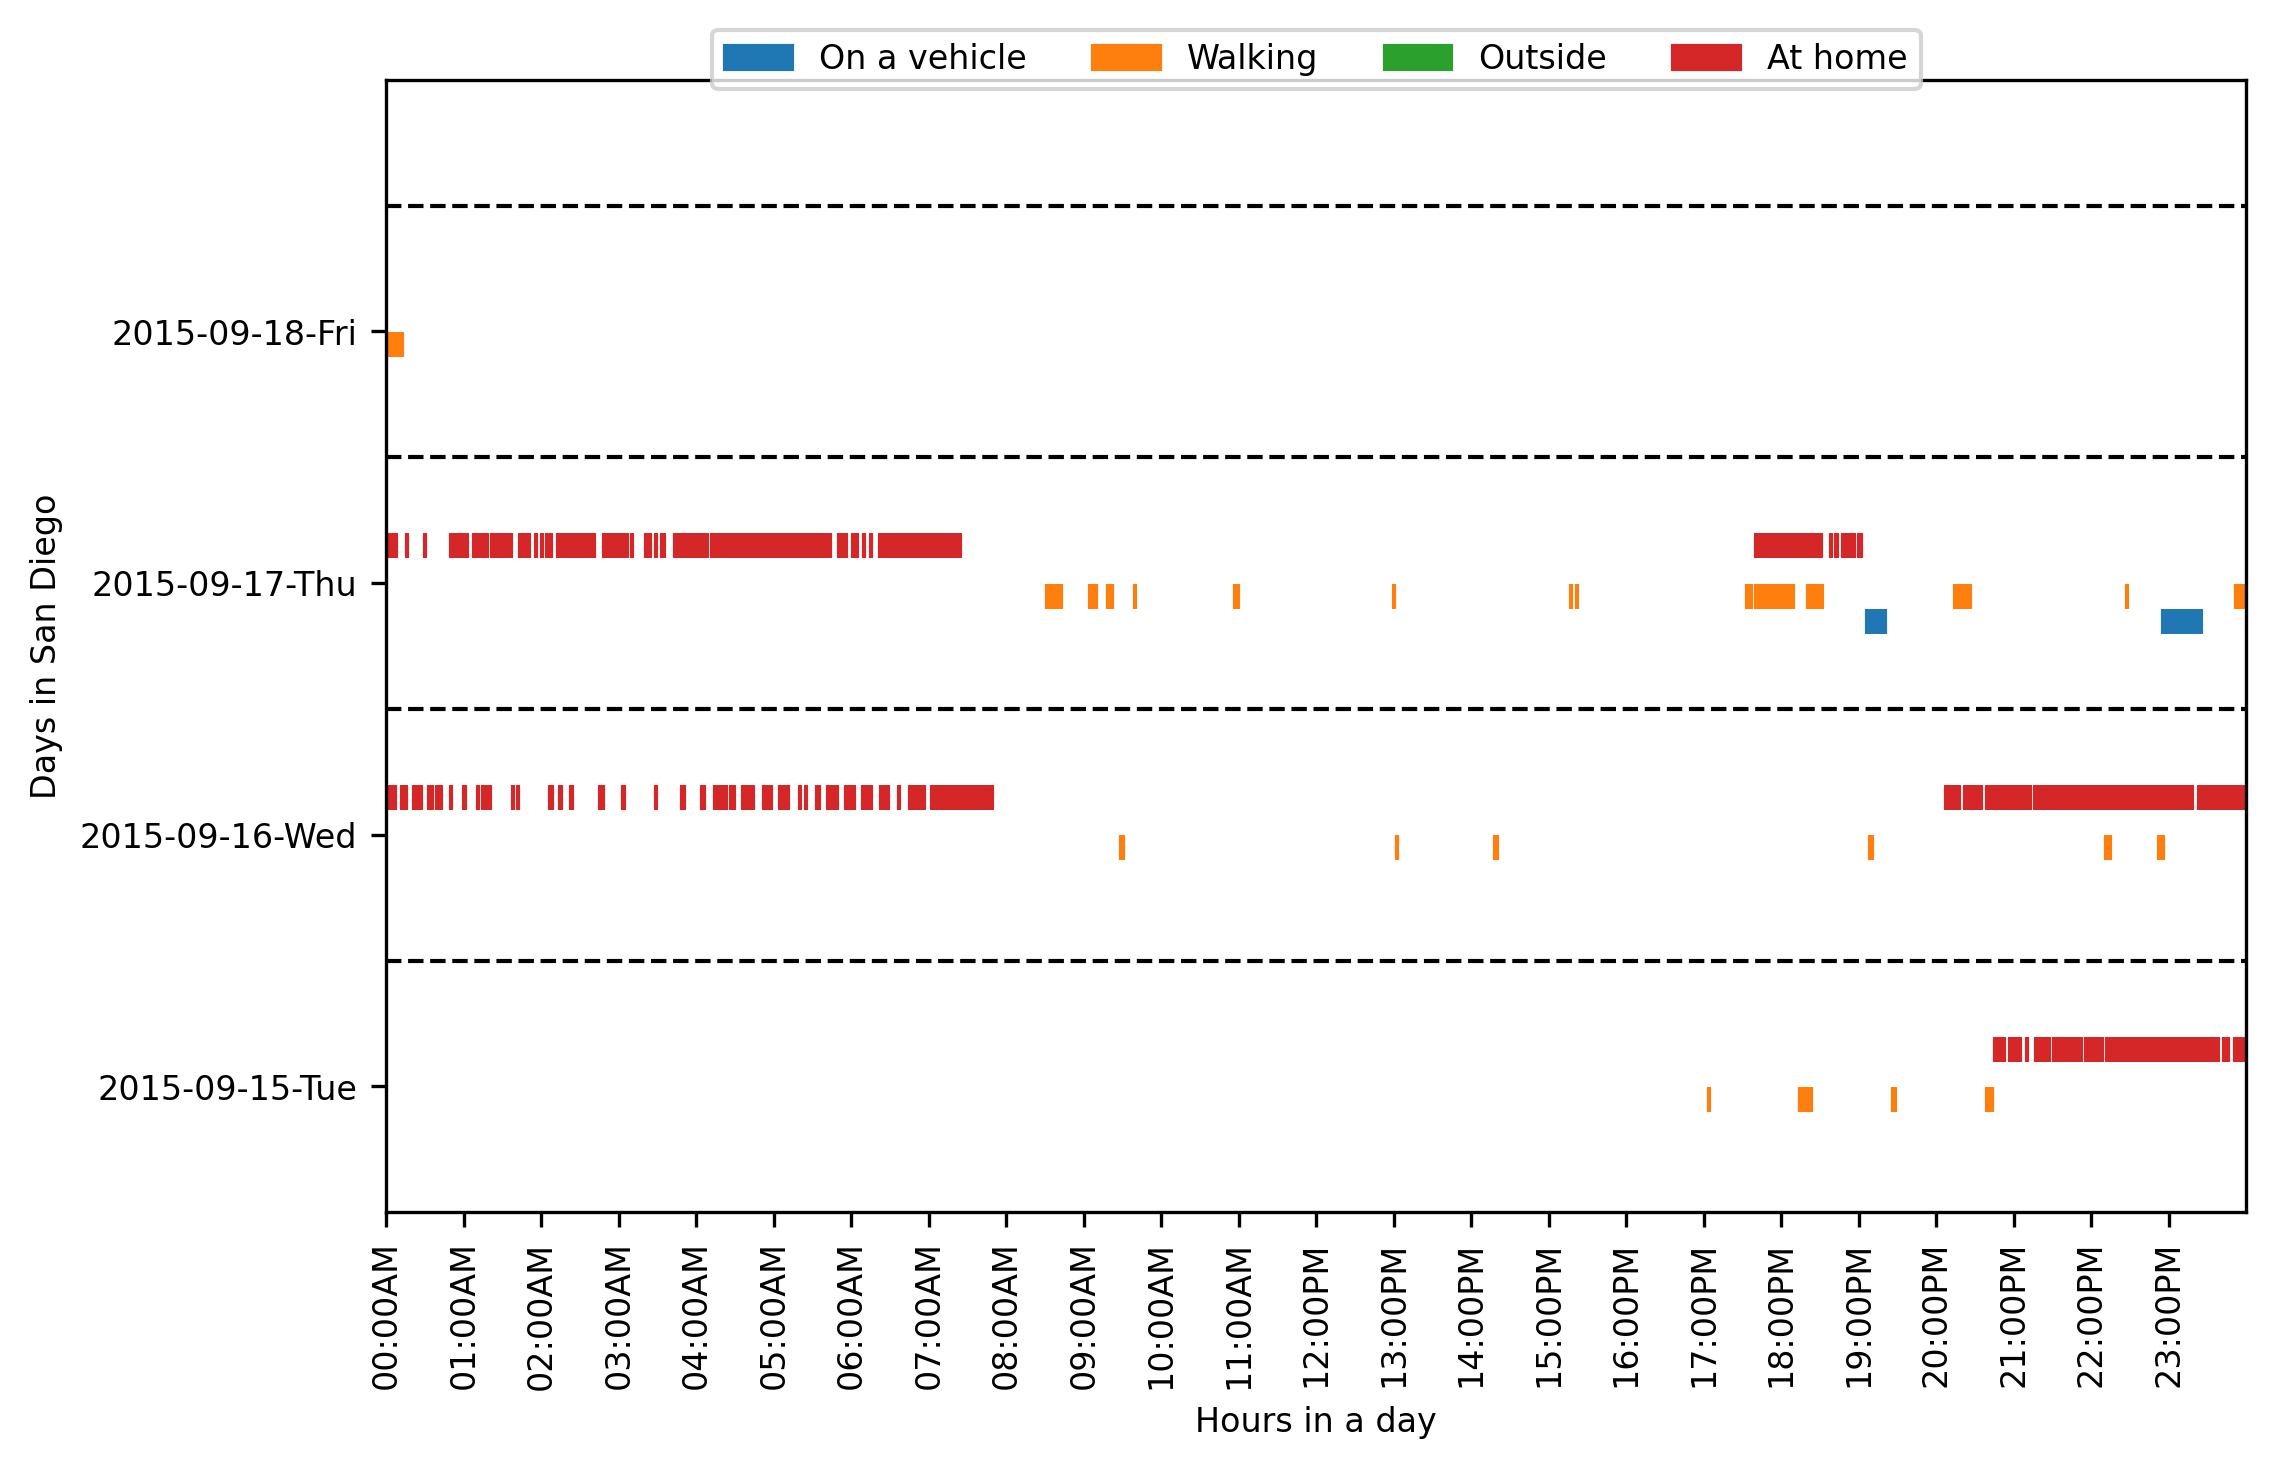 On a vehicle Walking Outside At home
2015-09-18-Fri
2015-09-17-Thu
2015-09-16-Wed
2015-09-15-Tue
Days in San Diego
00:00AM 01:00AM 02:00AM 03:00AM 04:00AM 05:00AM 06:00AM 07:00AM 08:00AM 09:00AM 10:00AM 11:00AM 12:00PM 13:00PM 14:00PM 15:00PM 16:00PM 17:00PM 18:00PM 19:00PM 20:00PM 21:00PM 22:00PM 23:00PM
Hours in a day